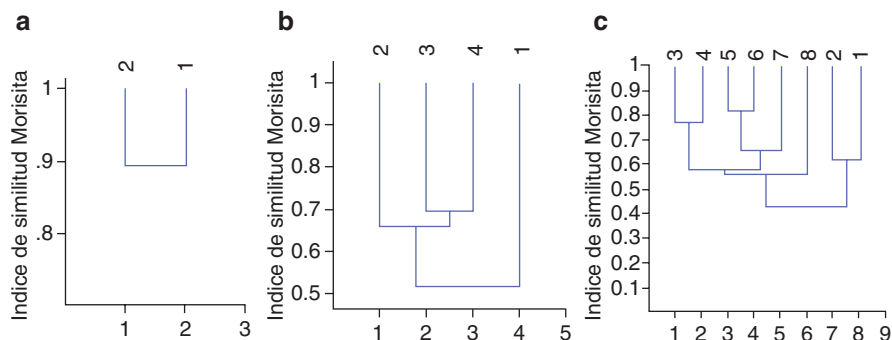 a
2 1
Indice de similitud Morisita
1
.9
.8
1 2 3
b
2 3 4 1
Indice de similitud Morisita
1
0.9
0.8
0.7
0.6
0.5
1 2 3 4 5
c
3 4 5 6 7 8 2 1
Indice de similitud Morisita
1
0.9
0.8
0.7
0.6
0.5
0.4
0.3
0.2
0.1
1 2 3 4 5 6 7 8 9